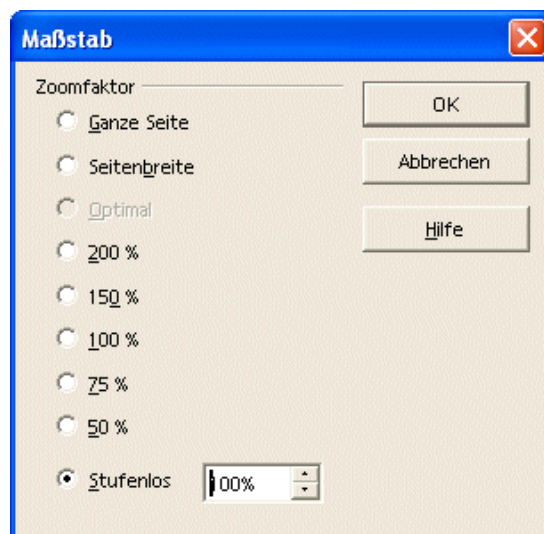 Maßstab
Zoomfaktor
Ganze Seite
Seitenbreite
Optimal
200 %
150 %
100 %
75 %
50 %
Stufenlos 100%
OK
Abbrechen
Hilfe